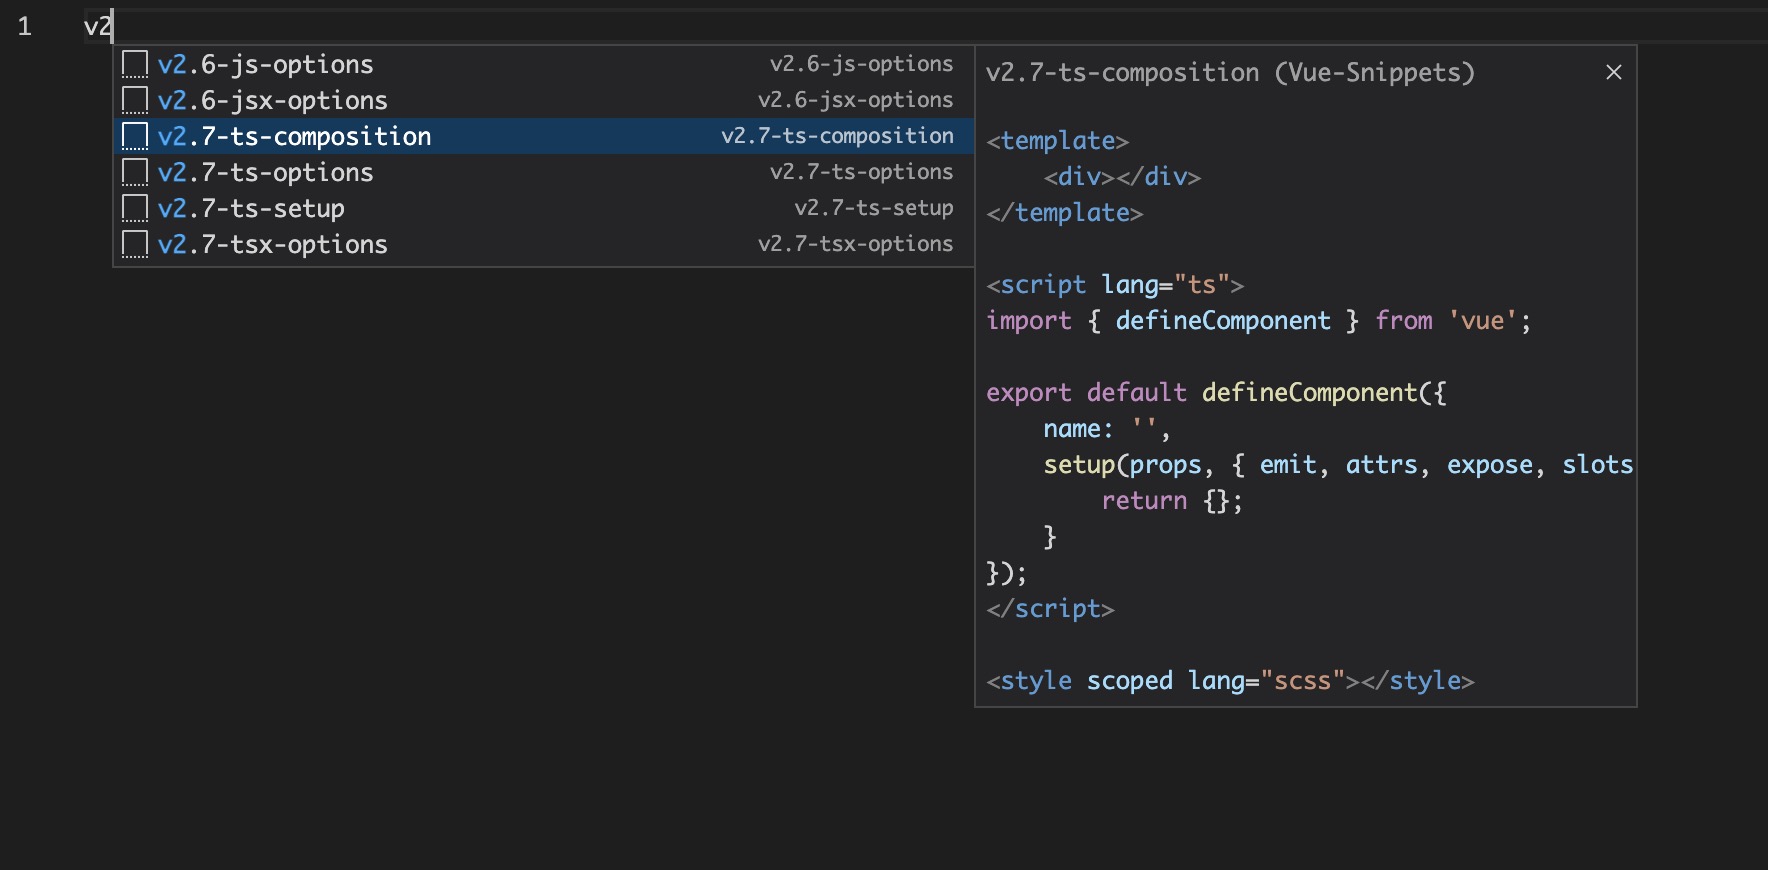 1 v2
v2.6-js-options v2.6-js-options
v2.6-jsx-options v2.6-jsx-options
v2.7-ts-composition v2.7-ts-composition
v2.7-ts-options v2.7-ts-options
v2.7-ts-setup v2.7-ts-setup
v2.7-tsx-options v2.7-tsx-options
v2.7-ts-composition (Vue-Snippets)
<template>
    <div></div>
</template>
<script lang="ts">
import { defineComponent } from 'vue';
export default defineComponent({
    name: '',
    setup(props, { emit, attrs, expose, slots
        return {};
    }
});
</script>
<style scoped lang="scss"></style>